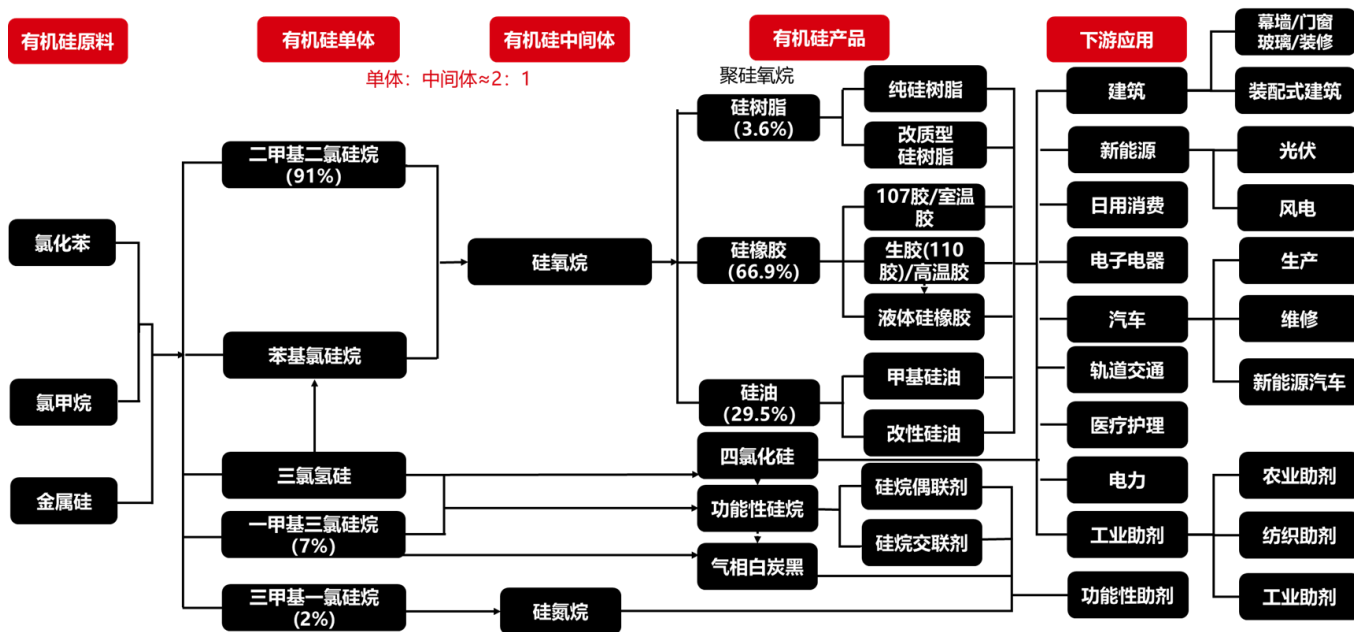 有机硅原料
有机硅单体
有机硅中间体
有机硅产品
下游应用
单体：中间体≈2：1
聚硅氧烷
氯化苯
氯甲烷
金属硅
二甲基二氯硅烷
(91%)
苯基氯硅烷
三氯氢硅
一甲基三氯硅烷
(7%)
三甲基一氯硅烷
(2%)
硅氧烷
硅氮烷
硅树脂
(3.6%)
硅橡胶
(66.9%)
硅油
(29.5%)
四氯化硅
功能性硅烷
气相白炭黑
纯硅树脂
改质型
硅树脂
107胶/室温
胶
生胶(110
胶)/高温胶
液体硅橡胶
甲基硅油
改性硅油
硅烷偶联剂
硅烷交联剂
建筑
新能源
日用消费
电子电器
汽车
轨道交通
医疗护理
电力
工业助剂
功能性助剂
幕墙/门窗
玻璃/装修
装配式建筑
光伏
风电
生产
维修
新能源汽车
农业助剂
纺织助剂
工业助剂